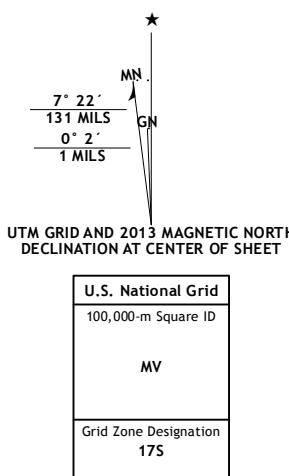 ★
MN
7° 22´
131 MILS
GN
0° 2´
1 MILS
UTM GRID AND 2013 MAGNETIC NORTH
DECLINATION AT CENTER OF SHEET
U.S. National Grid
100,000-m Square ID
MV
Grid Zone Designation
17S